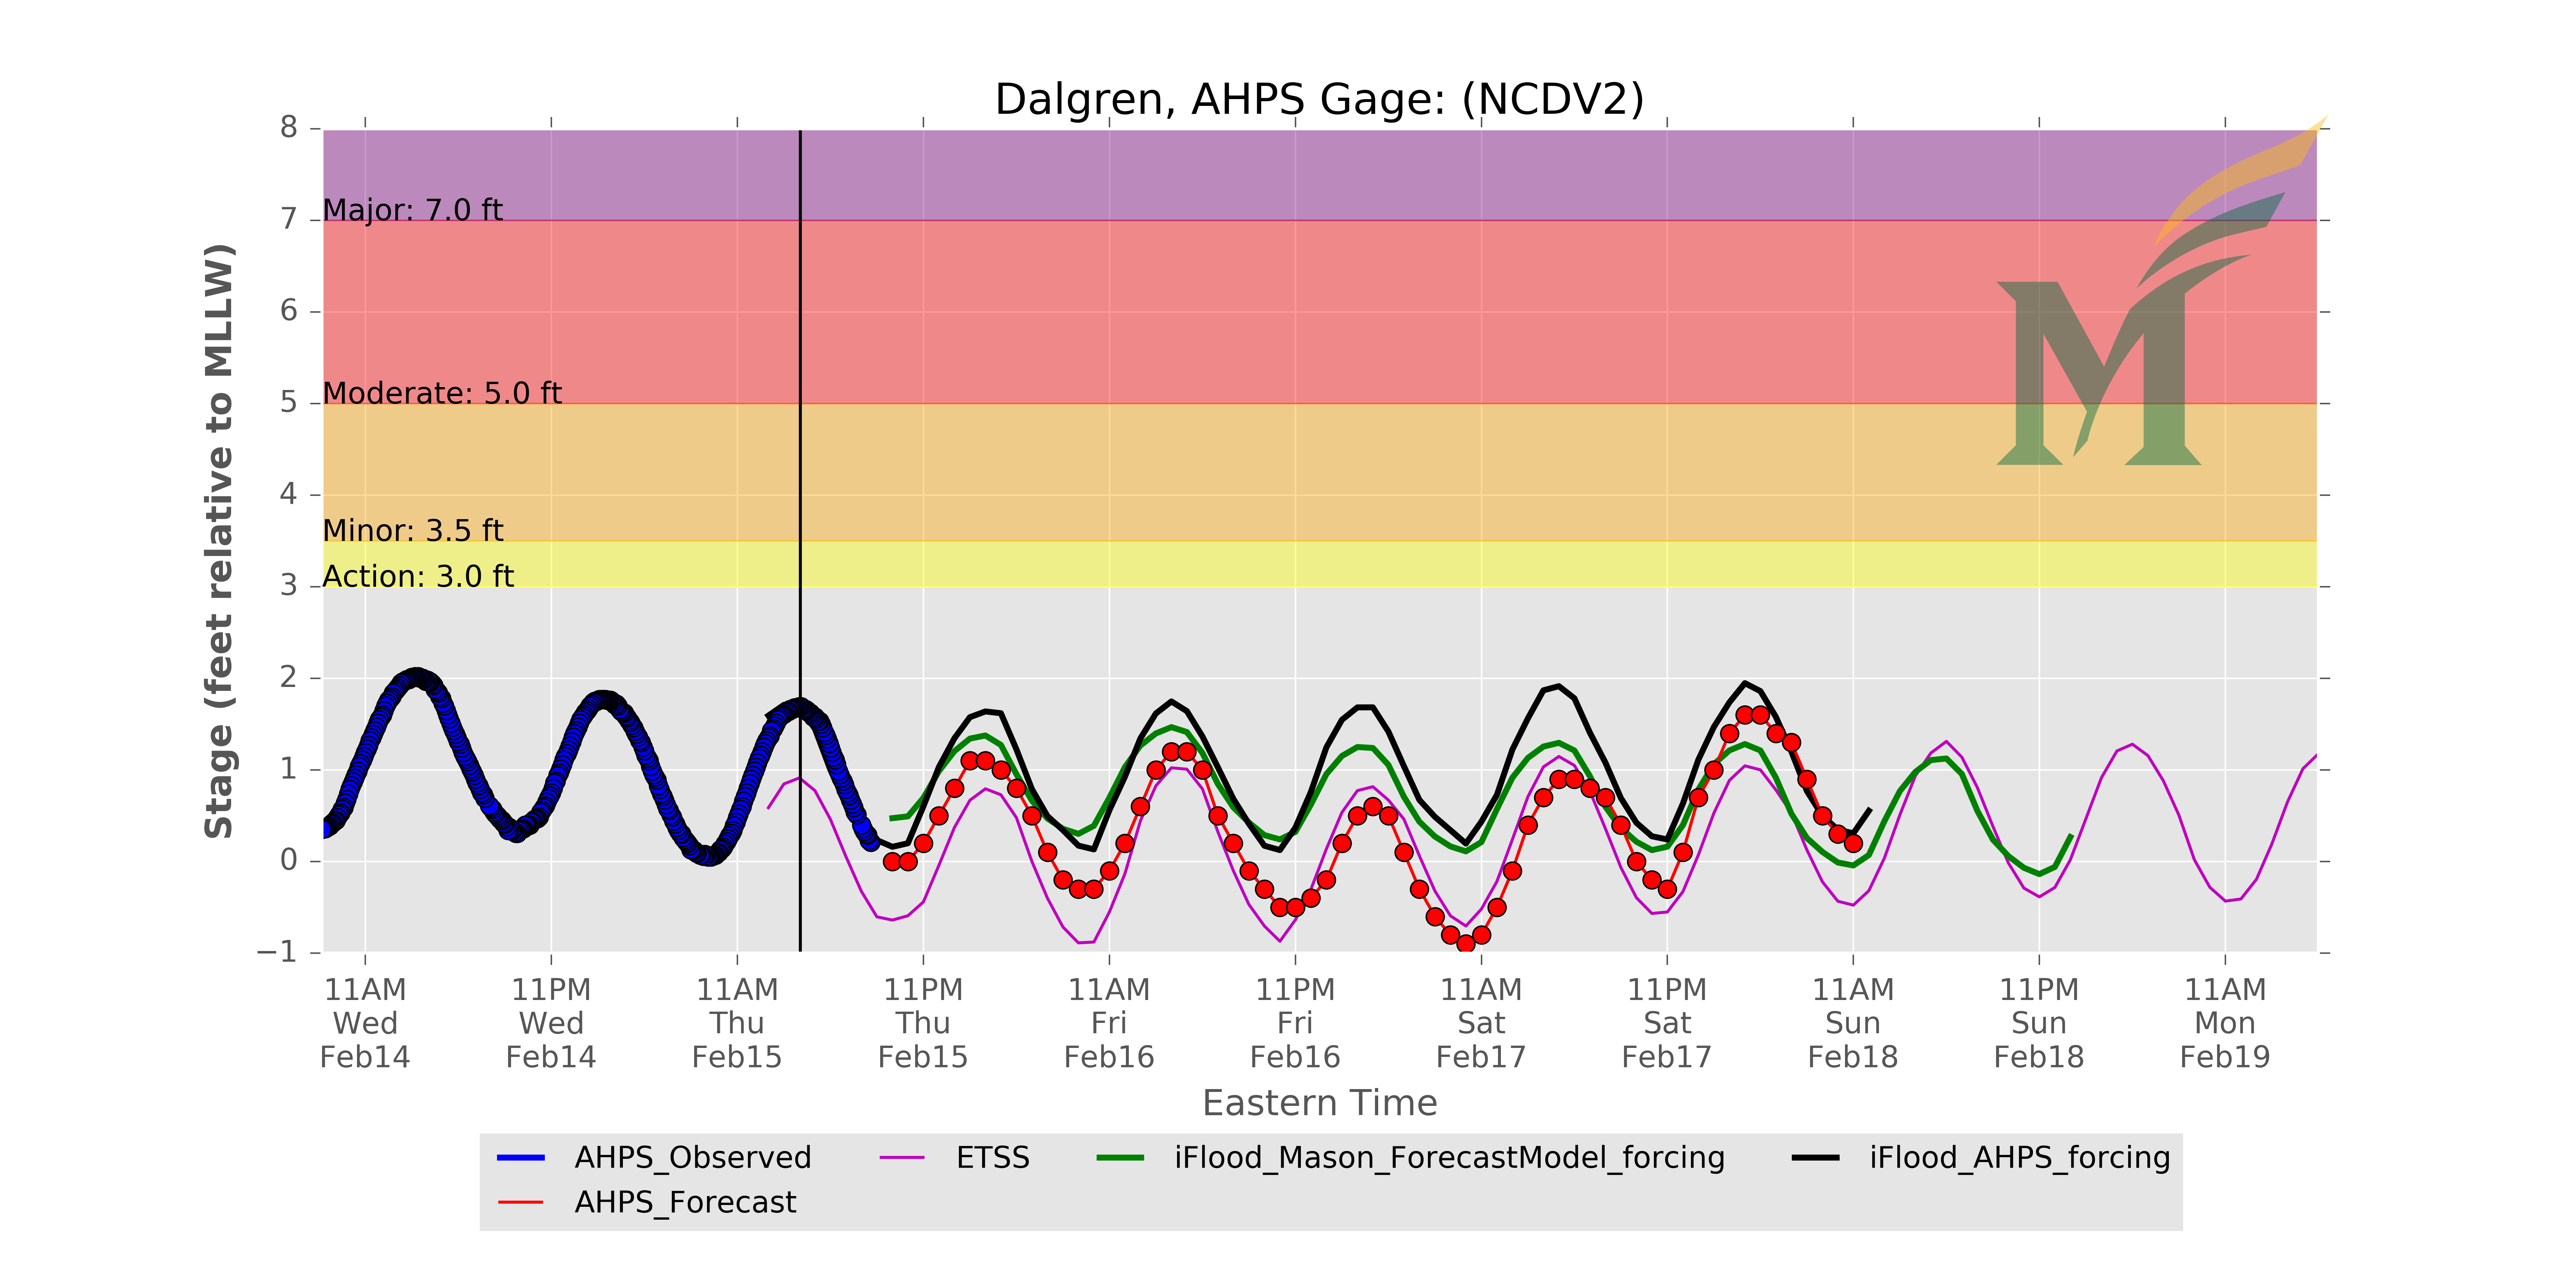 Dalgren, AHPS Gage: (NCDV2)
8
7
6
5
4
3
2
1
0
−1
Stage (feet relative to MLLW)
Major: 7.0 ft
Moderate: 5.0 ft
Minor: 3.5 ft
Action: 3.0 ft
M
11AM 11PM 11AM 11PM 11AM 11PM 11AM 11PM 11AM 11PM 11AM
Wed Wed Thu Thu Fri Fri Sat Sat Sun Sun Mon
Feb14 Feb14 Feb15 Feb15 Feb16 Feb16 Feb17 Feb17 Feb18 Feb18 Feb19
Eastern Time
AHPS_Observed ETSS iFlood_Mason_ForecastModel_forcing iFlood_AHPS_forcing
AHPS_Forecast